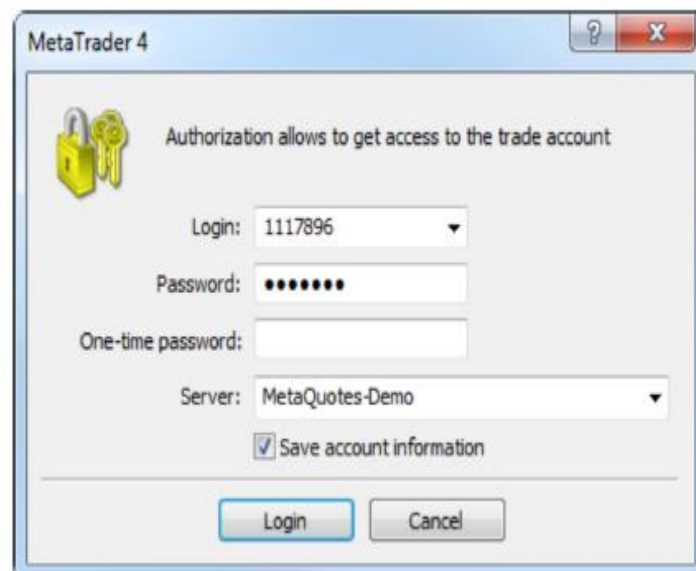 MetaTrader 4
Authorization allows to get access to the trade account
Login: 1117896
Password: •••••••
One-time password:
Server: MetaQuotes-Demo
Save account information
Login Cancel